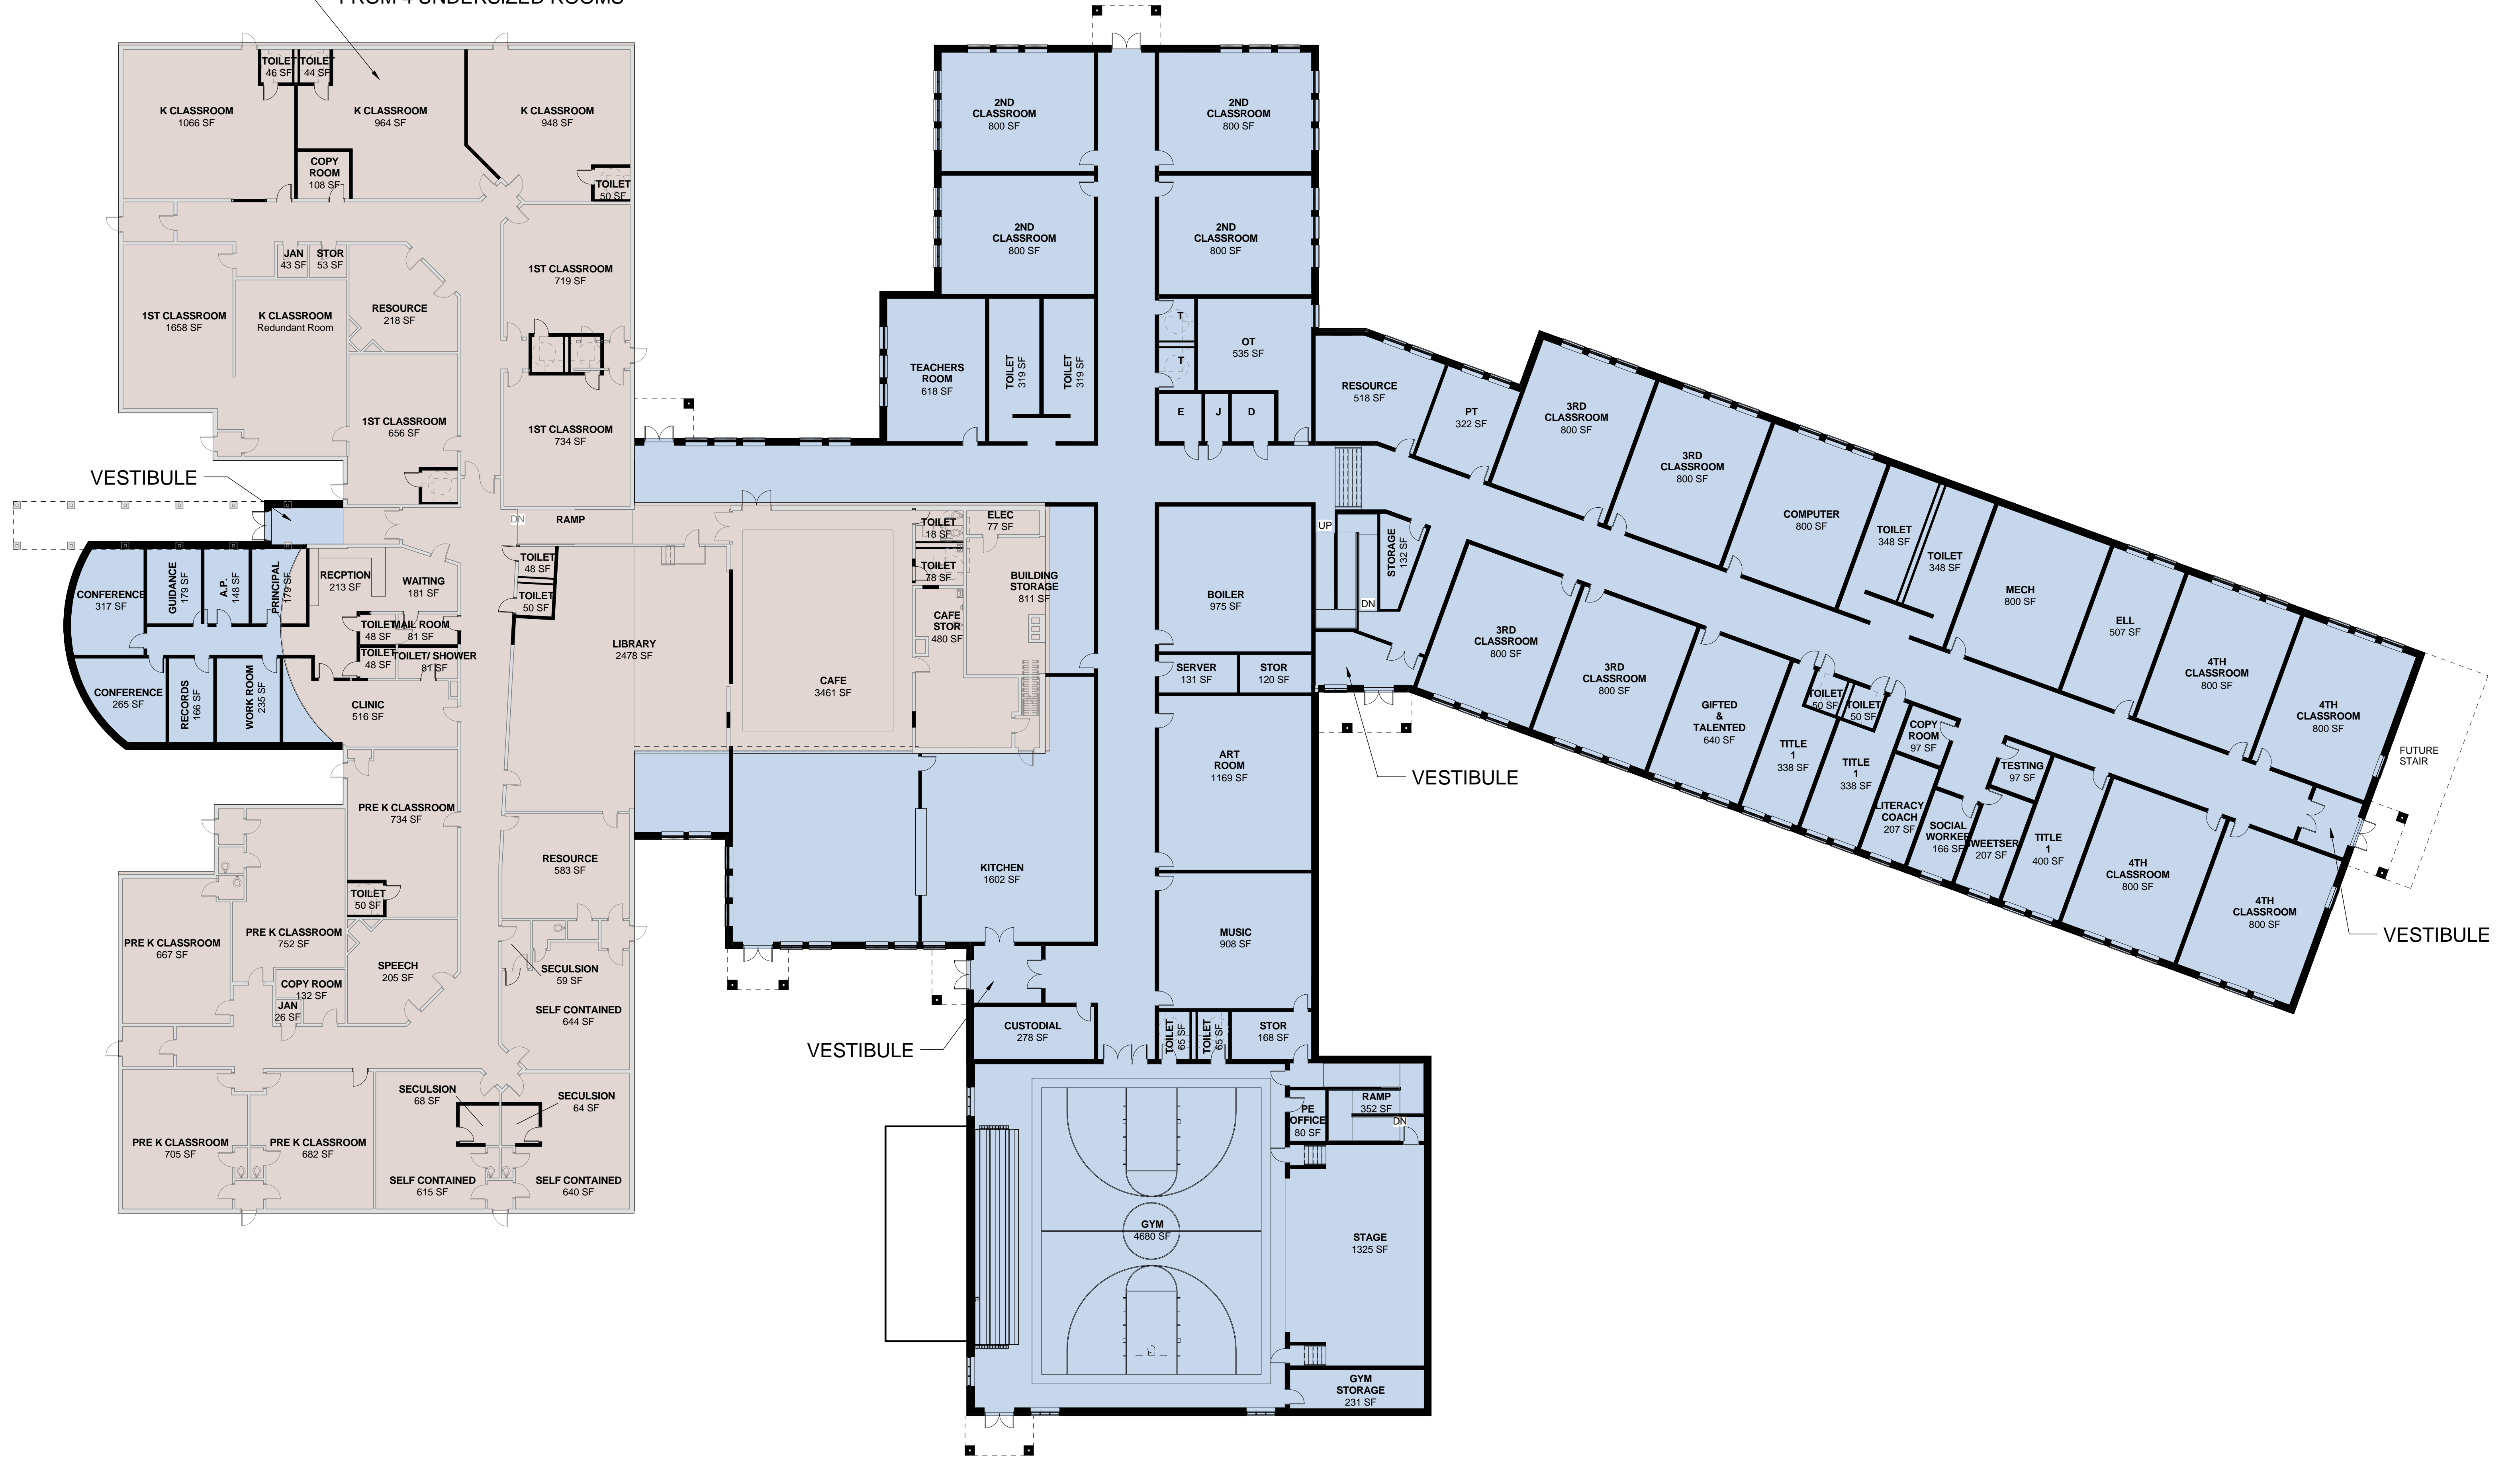 FROM 4 UNDERSIZED ROOMS
K CLASSROOM
1066 SF
TOILET
46 SF
TOILET
44 SF
K CLASSROOM
964 SF
K CLASSROOM
948 SF
COPY
ROOM
108 SF
TOILET
50 SF
JAN
43 SF
STOR
53 SF
1ST CLASSROOM
719 SF
RESOURCE
218 SF
1ST CLASSROOM
1658 SF
K CLASSROOM
Redundant Room
1ST CLASSROOM
656 SF
1ST CLASSROOM
734 SF
VESTIBULE
DN
RAMP
CONFERENCE
317 SF
GUIDANCE
179 SF
A.P.
148 SF
PRINCIPAL
179 SF
RECPTION
213 SF
WAITING
181 SF
TOILET
48 SF
MAIL ROOM
81 SF
TOILET
48 SF
TOILET/ SHOWER
81 SF
TOILET
48 SF
TOILET
50 SF
CONFERENCE
265 SF
RECORDS
166 SF
WORK ROOM
235 SF
CLINIC
516 SF
LIBRARY
2478 SF
CAFE
3461 SF
TOILET
18 SF
TOILET
78 SF
ELEC
77 SF
BUILDING
STORAGE
811 SF
CAFE
STOR
480 SF
PRE K CLASSROOM
734 SF
RESOURCE
583 SF
TOILET
50 SF
PRE K CLASSROOM
752 SF
PRE K CLASSROOM
667 SF
SPEECH
205 SF
COPY ROOM
132 SF
JAN
26 SF
SECULSION
59 SF
SELF CONTAINED
644 SF
SECULSION
68 SF
SECULSION
64 SF
PRE K CLASSROOM
705 SF
PRE K CLASSROOM
682 SF
SELF CONTAINED
615 SF
SELF CONTAINED
640 SF
2ND
CLASSROOM
800 SF
2ND
CLASSROOM
800 SF
2ND
CLASSROOM
800 SF
2ND
CLASSROOM
800 SF
TEACHERS
ROOM
618 SF
TOILET
319 SF
TOILET
319 SF
T
T
OT
535 SF
E
J
D
RESOURCE
518 SF
PT
322 SF
3RD
CLASSROOM
800 SF
3RD
CLASSROOM
800 SF
COMPUTER
800 SF
TOILET
348 SF
TOILET
348 SF
MECH
800 SF
ELL
507 SF
4TH
CLASSROOM
800 SF
4TH
CLASSROOM
800 SF
FUTURE
STAIR
UP
STORAGE
132 SF
DN
BOILER
975 SF
SERVER
131 SF
STOR
120 SF
3RD
CLASSROOM
800 SF
3RD
CLASSROOM
800 SF
GIFTED
&
TALENTED
640 SF
TITLE
1
338 SF
TOILET
50 SF
TOILET
50 SF
TITLE
1
338 SF
COPY
ROOM
97 SF
LITERACY
COACH
207 SF
SOCIAL
WORKER
166 SF
TESTING
97 SF
SWEETSER
207 SF
TITLE
1
400 SF
4TH
CLASSROOM
800 SF
4TH
CLASSROOM
800 SF
VESTIBULE
VESTIBULE
ART
ROOM
1169 SF
KITCHEN
1602 SF
MUSIC
908 SF
VESTIBULE
CUSTODIAL
278 SF
TOILET
65 SF
TOILET
65 SF
STOR
168 SF
PE
OFFICE
80 SF
RAMP
352 SF
DN
GYM
4680 SF
STAGE
1325 SF
GYM
STORAGE
231 SF